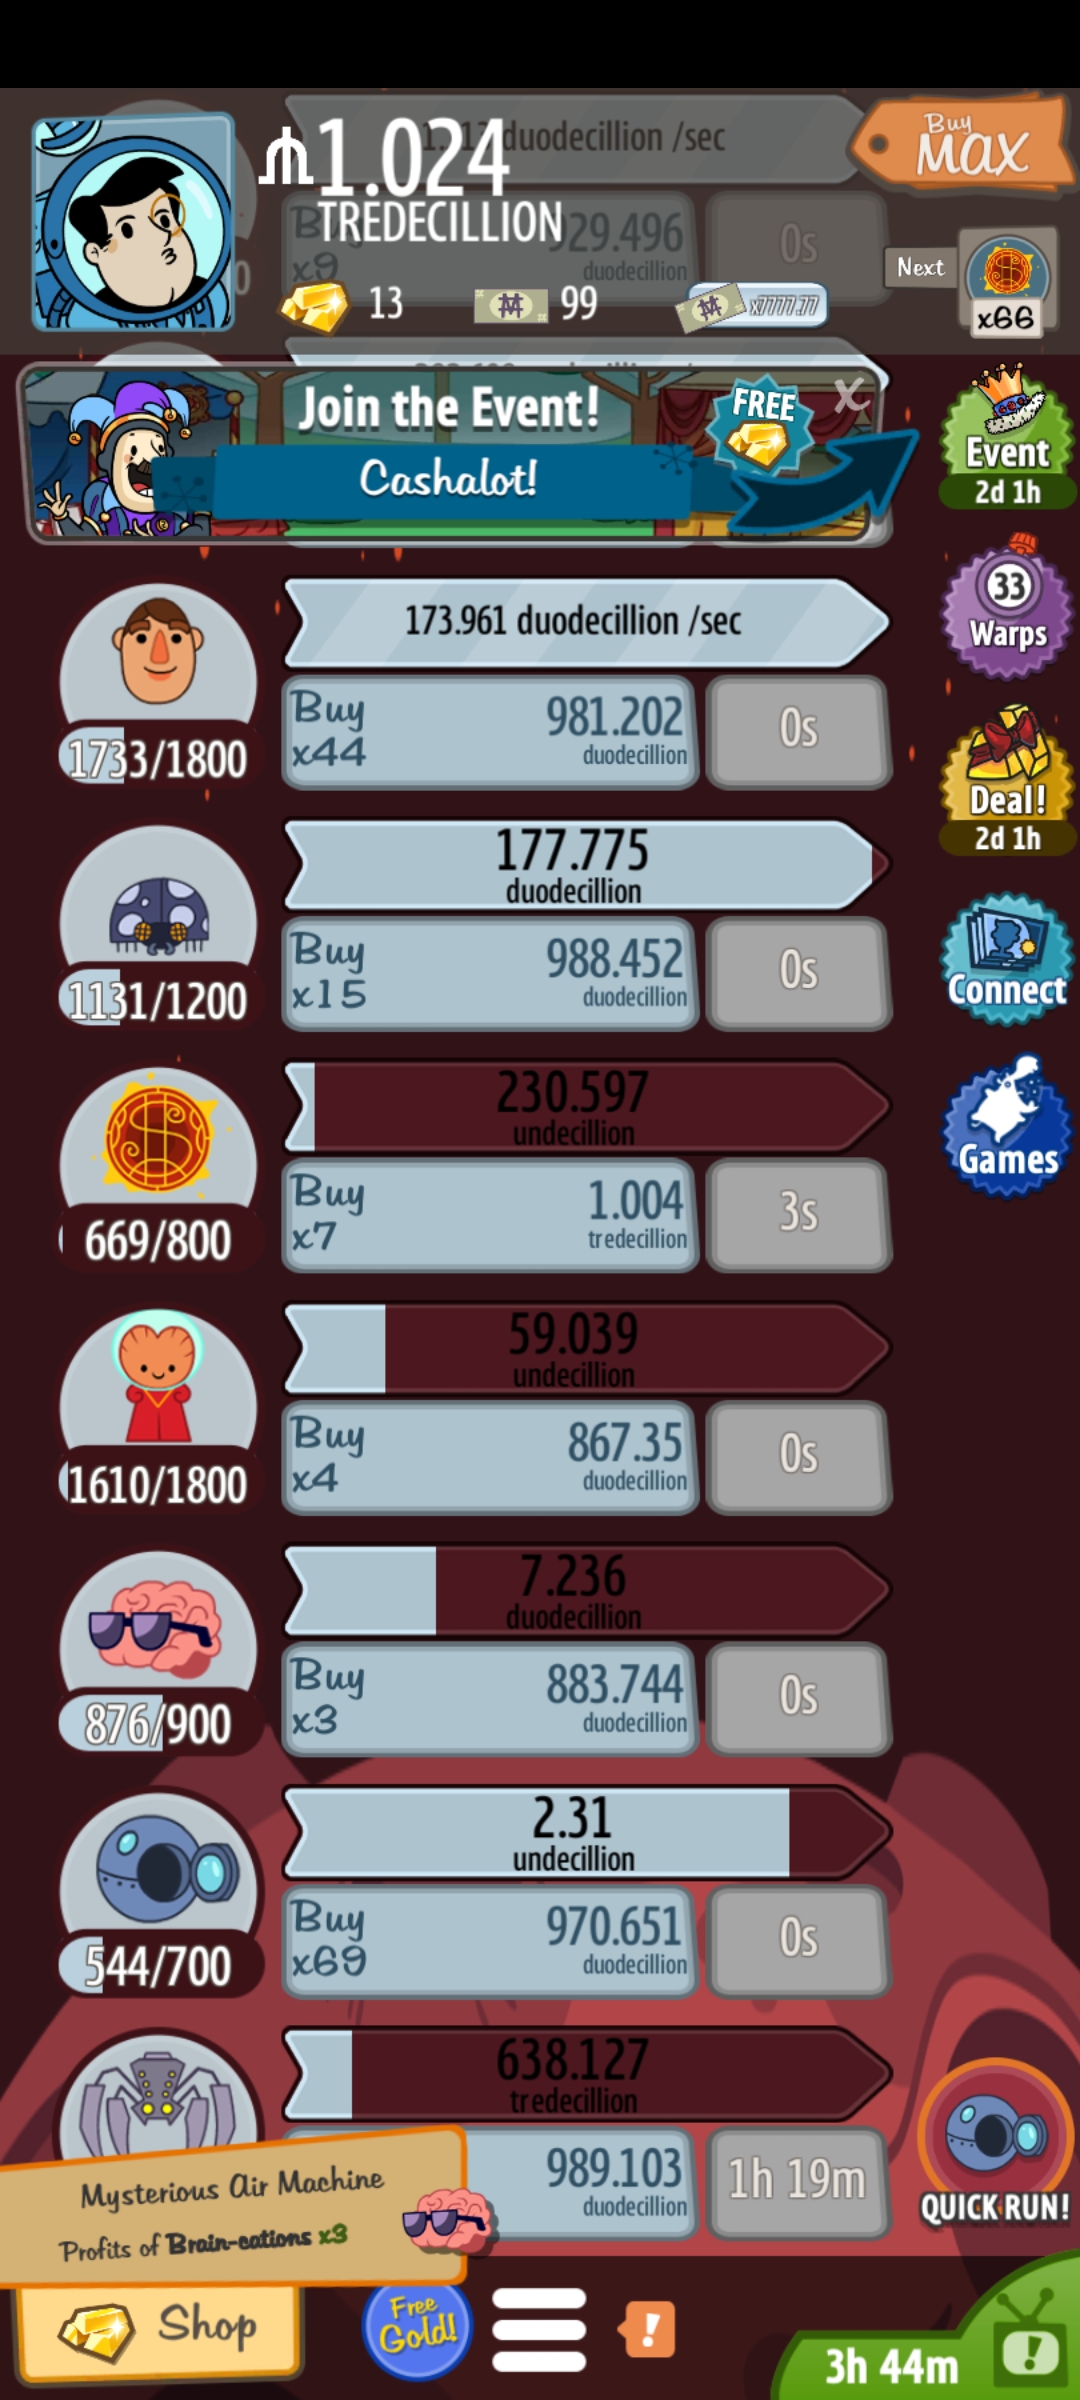 ₼1.024
TREDECILLION
duodecillion /sec
Buy
MAX
x9
929.496
duodecillion
0s
Next
x66
13
99
x7777.77
Join the Event!
Cashalot!
FREE
X
Event
2d 1h
33
Warps
173.961 duodecillion /sec
1733/1800
Buy
x44
981.202
duodecillion
0s
Deal!
2d 1h
177.775
duodecillion
1131/1200
Buy
x15
988.452
duodecillion
0s
Connect
230.597
undecillion
669/800
Buy
x7
1.004
tredecillion
3s
Games
59.039
undecillion
1610/1800
Buy
x4
867.35
duodecillion
0s
7.236
duodecillion
876/900
Buy
x3
883.744
duodecillion
0s
2.31
undecillion
544/700
Buy
x69
970.651
duodecillion
0s
638.127
tredecillion
989.103
duodecillion
1h 19m
QUICK RUN!
Mysterious Air Machine
Profits of Brain-cations x3
Shop
Free
Gold!
!
3h 44m
!